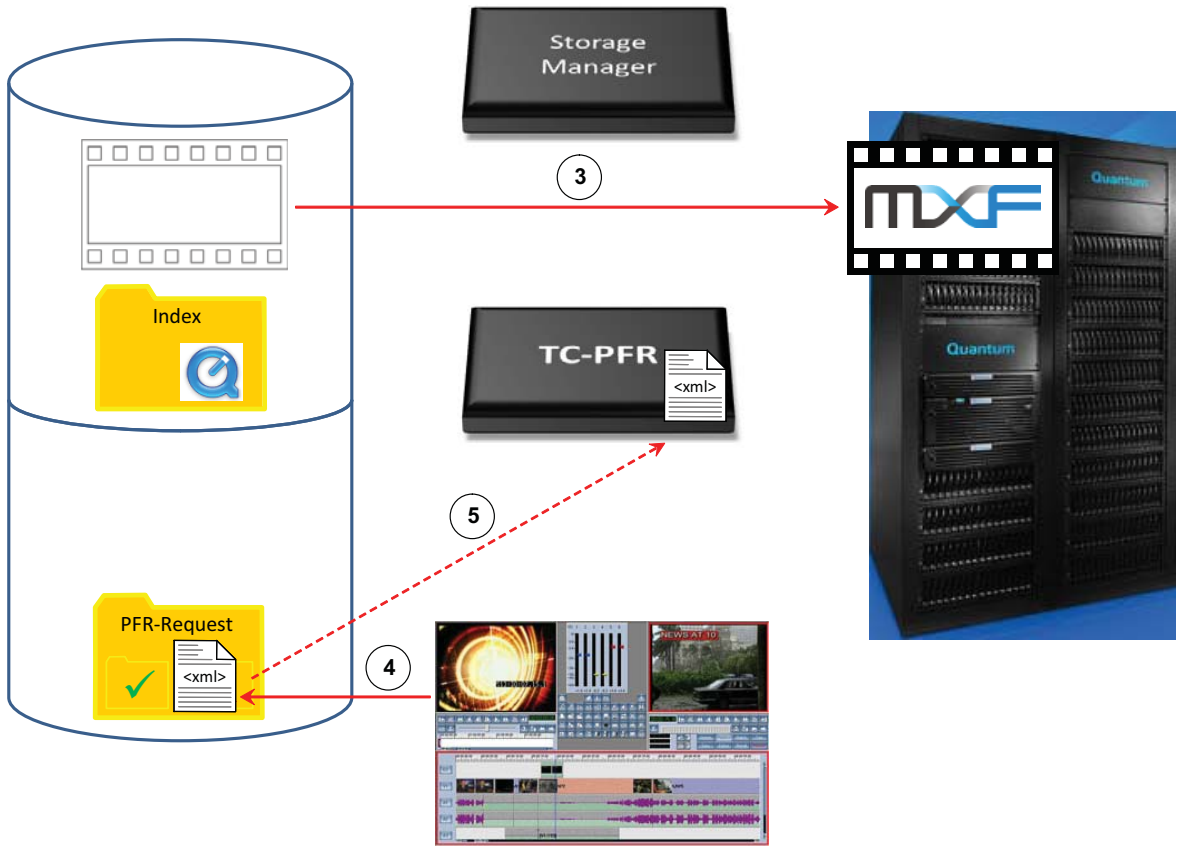 Storage
Manager
3
mxf
Quantum
Index
TC-PFR
<xml>
Quantum
5
PFR-Request
<xml>
4
NEWS AT 10